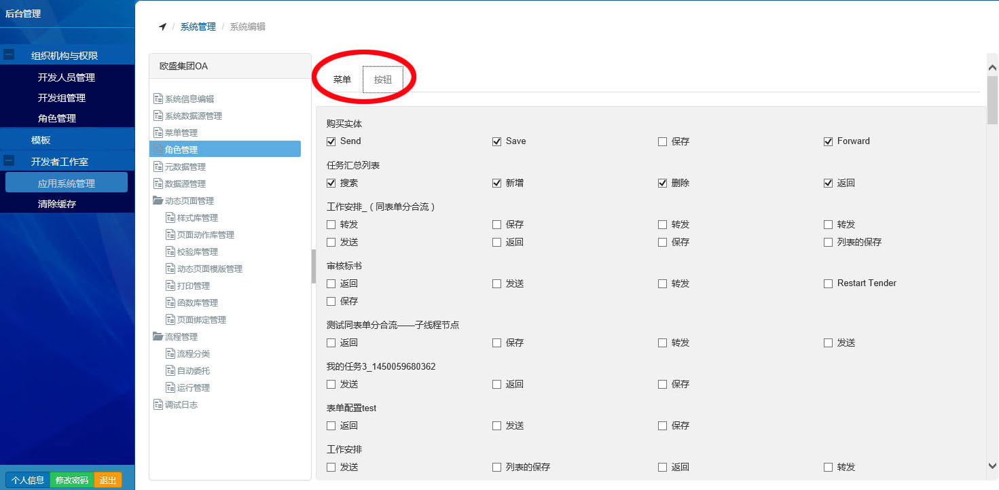 后台管理
组织机构与权限
开发人员管理
开发组管理
角色管理
模板
开发者工作室
应用系统管理
清除缓存
个人信息 修改密码 退出
/ 系统管理 / 系统编辑
欧盛集团OA
系统信息编辑
系统数据源管理
菜单管理
角色管理
元数据管理
数据源管理
动态页面管理
样式库管理
页面动作库管理
校验库管理
动态页面模版管理
打印管理
函数库管理
页面绑定管理
流程管理
流程分类
自动委托
运行管理
调试日志
菜单 按钮
购买实体
Send Save 保存 Forward
任务汇总列表
搜索 新增 删除 返回
工作安排_（同表单分合流）
转发 保存 转发 转发
发送 返回 保存 列表的保存
审核标书
返回 发送 转发 Restart Tender
保存
测试同表单分合流——子线程节点
返回 保存 转发 发送
我的任务3_1450059680362
发送 返回 保存
表单配置test
返回 发送 保存
工作安排
发送 列表的保存 返回 转发